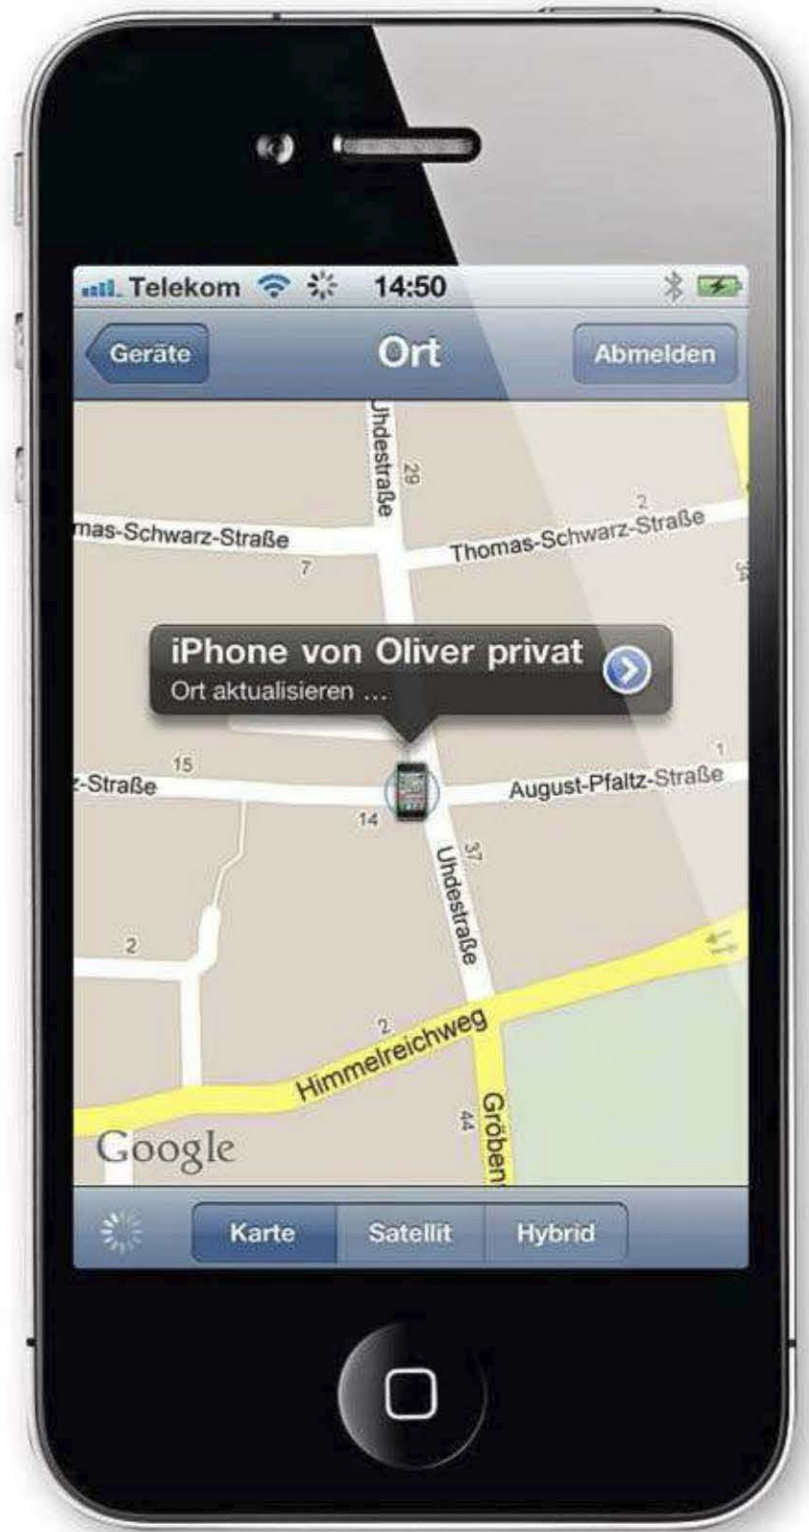 Telekom 14:50
Geräte Ort Abmelden
Uhdestraße
29
mas-Schwarz-Straße
7
2
Thomas-Schwarz-Straße
iPhone von Oliver privat
Ort aktualisieren ...
15
z-Straße
14
1
August-Pfaltz-Straße
37
Uhdestraße
2
2
Himmelreichweg
44
Gröben
Google
Karte Satellit Hybrid